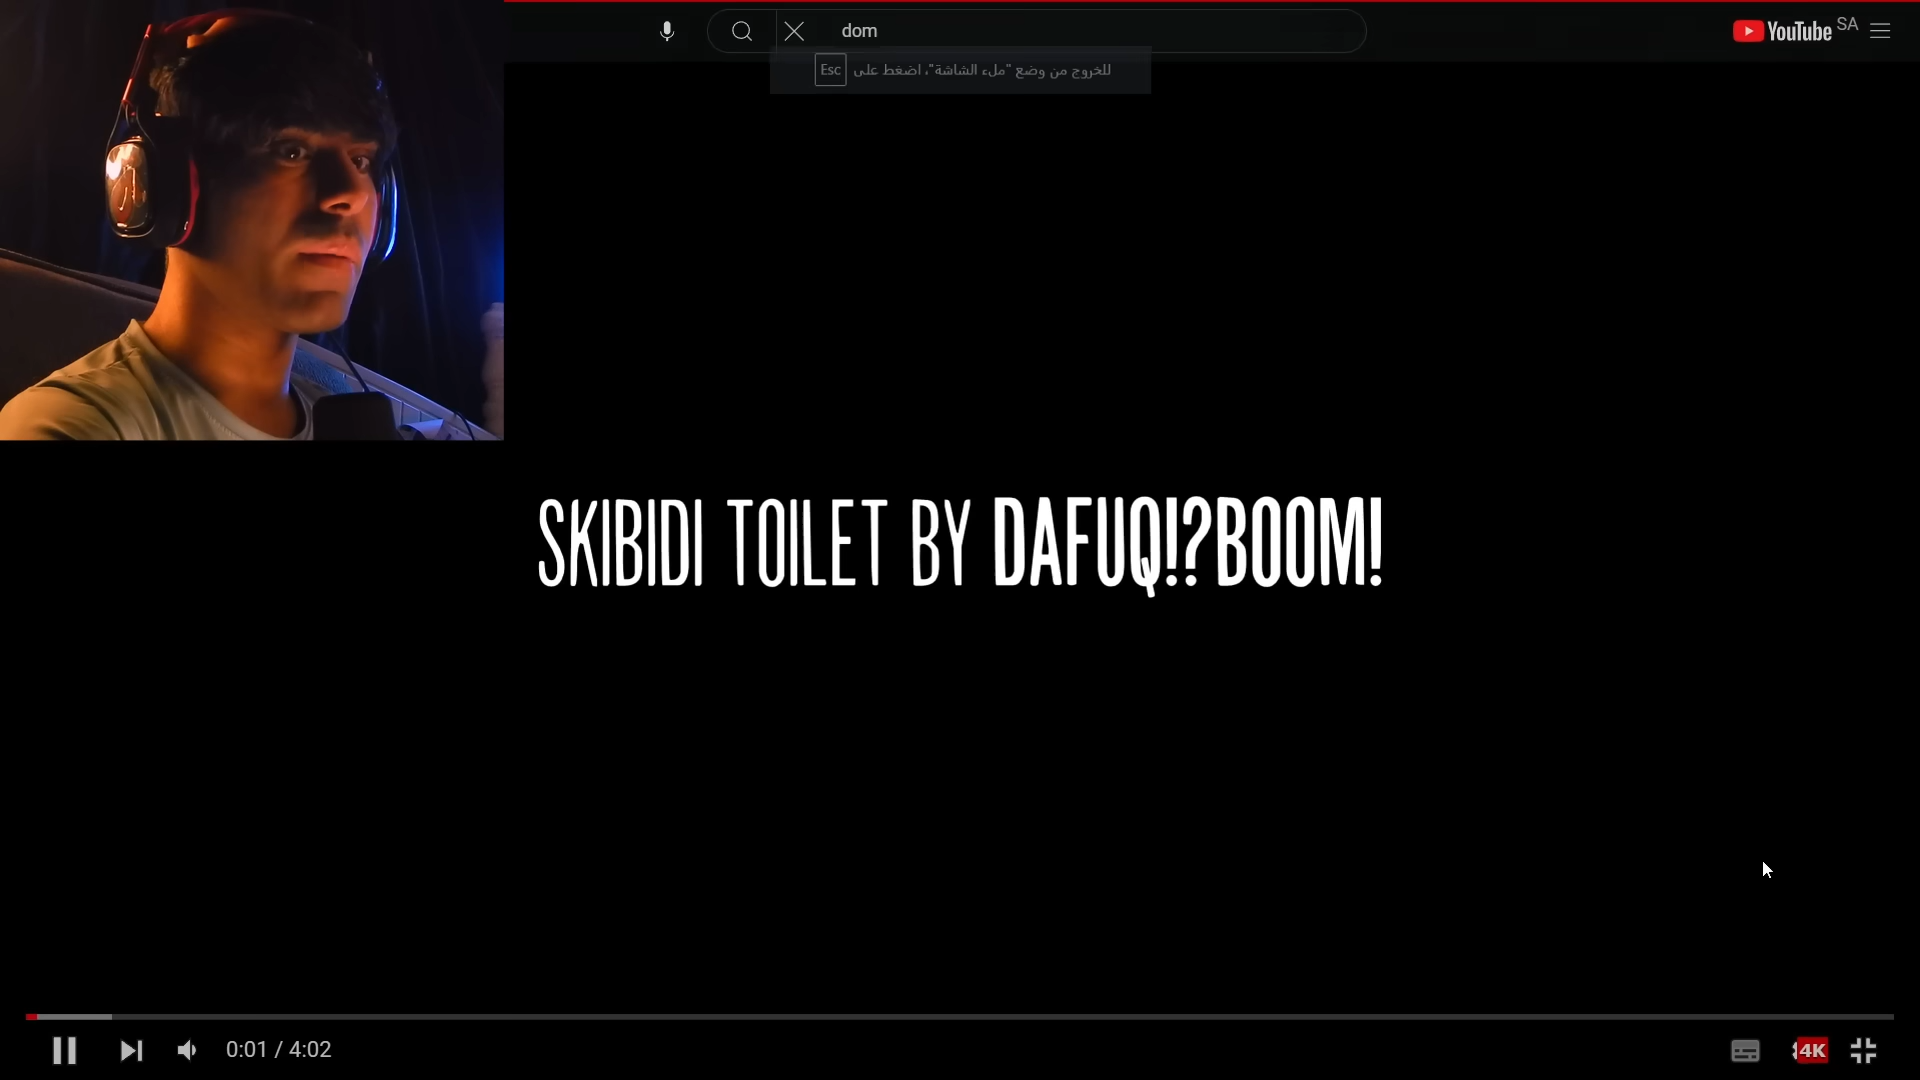 dom
YouTube SA
للخروج من وضع "ملء الشاشة"، اضغط على Esc
SKIBIDI TOILET BY DAFUQ!?BOOM!
0:01 / 4:02
4K